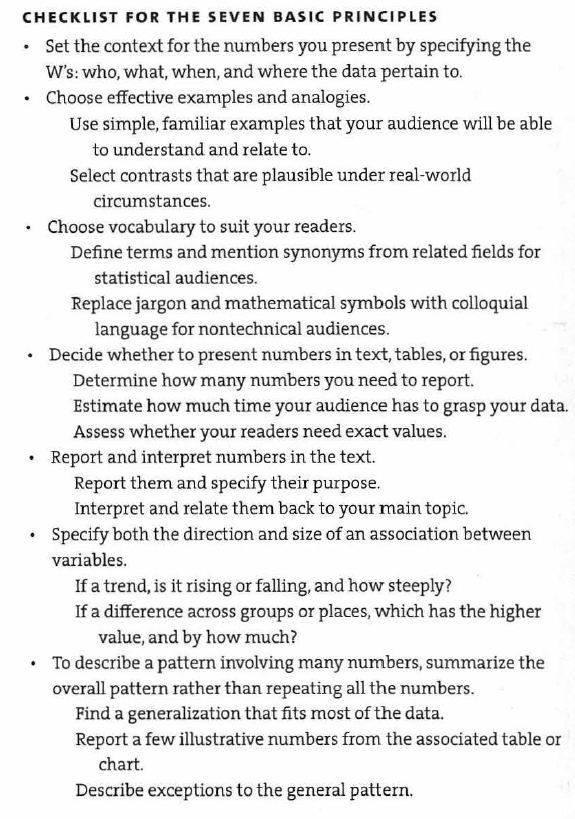 CHECKLIST FOR THE SEVEN BASIC PRINCIPLES
• Set the context for the numbers you present by specifying the
W's: who, what, when, and where the data pertain to.
• Choose effective examples and analogies.
Use simple, familiar examples that your audience will be able
to understand and relate to.
Select contrasts that are plausible under real-world
circumstances.
• Choose vocabulary to suit your readers.
Define terms and mention synonyms from related fields for
statistical audiences.
Replace jargon and mathematical symbols with colloquial
language for nontechnical audiences.
• Decide whether to present numbers in text, tables, or figures.
Determine how many numbers you need to report.
Estimate how much time your audience has to grasp your data.
Assess whether your readers need exact values.
• Report and interpret numbers in the text.
Report them and specify their purpose.
Interpret and relate them back to your main topic.
• Specify both the direction and size of an association between
variables.
If a trend, is it rising or falling, and how steeply?
If a difference across groups or places, which has the higher
value, and by how much?
• To describe a pattern involving many numbers, summarize the
overall pattern rather than repeating all the numbers.
Find a generalization that fits most of the data.
Report a few illustrative numbers from the associated table or
chart.
Describe exceptions to the general pattern.